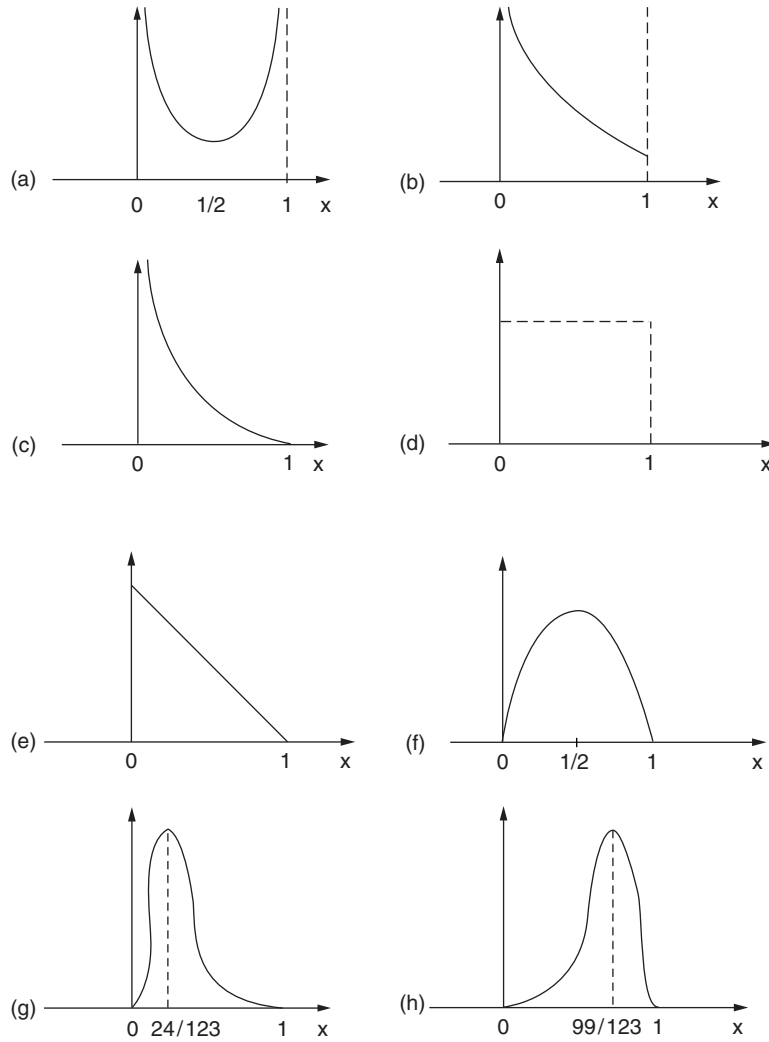 (a)
0 1/2 1 x
(b)
0 1 x
(c)
0 1 x
(d)
0 1 x
(e)
0 1 x
(f)
0 1/2 1 x
(g)
0 24/123 1 x
(h)
0 99/123 1 x